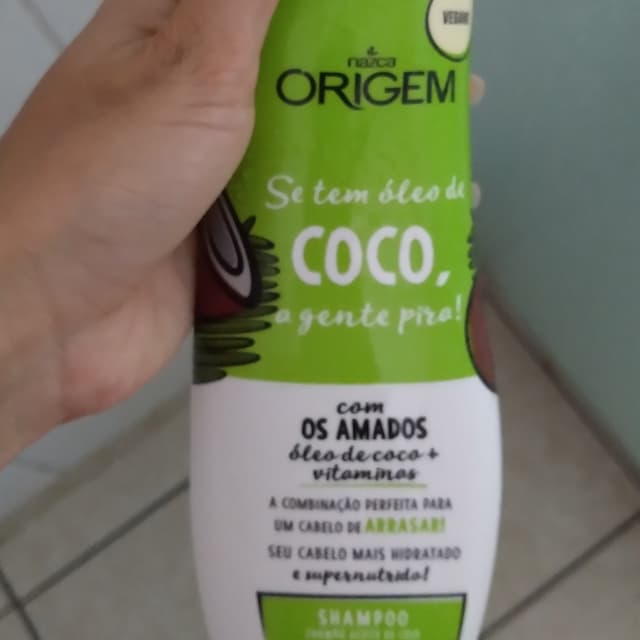 VEGANO
nazca
ORIGEM
Se tem óleo de
COCO,
a gente pira!
com
OS AMADOS
óleo de coco +
vitaminas
A COMBINAÇÃO PERFEITA PARA
UM CABELO DE ARRASAR!
SEU CABELO MAIS HIDRATADO
e supernutrido!
SHAMPOO